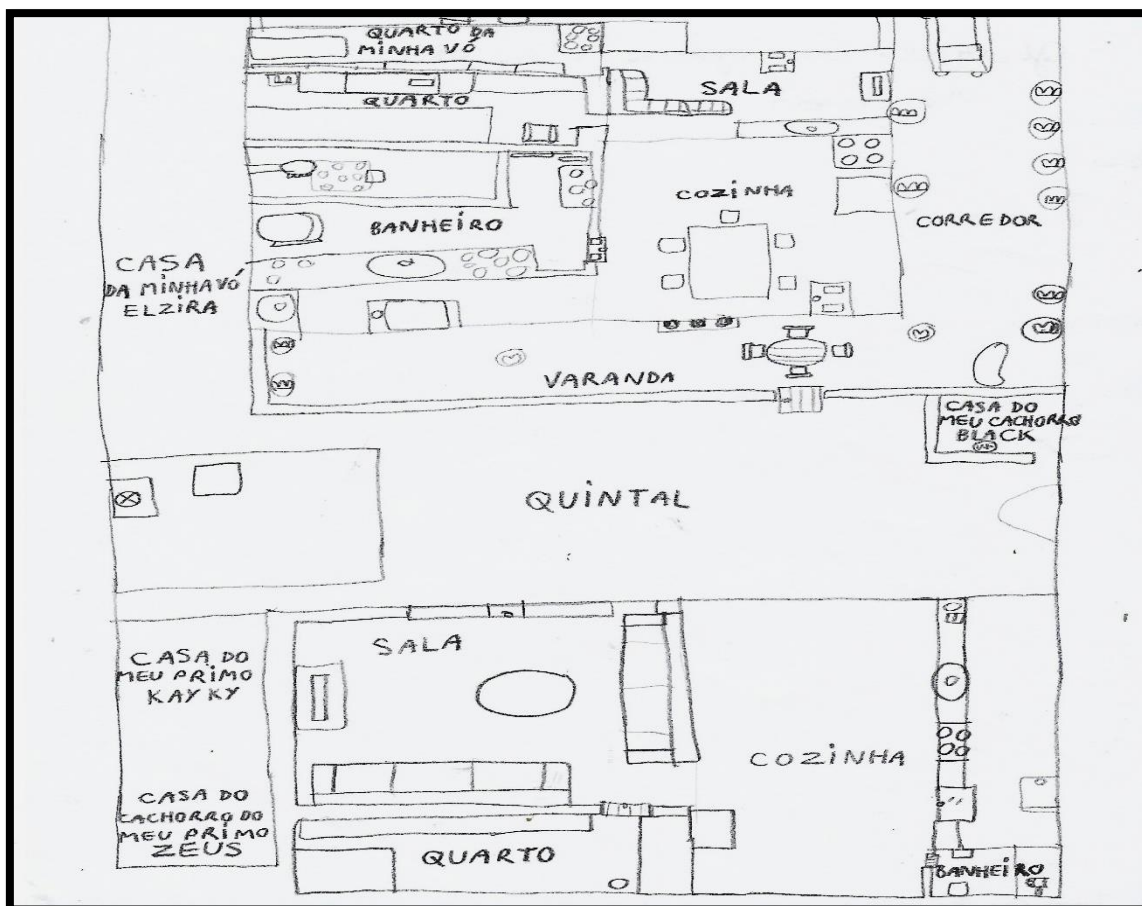 QUARTO DA
MINHA VÓ
SALA
QUARTO
COZINHA
BANHEIRO
CORREDOR
CASA
DA MINHA VÓ
ELZIRA
VARANDA
CASA DO
MEU CACHORRO
BLACK
QUINTAL
SALA
CASA DO
MEU PRIMO
KAYKY
COZINHA
CASA DO
CACHORRO DO
MEU PRIMO
ZEUS
QUARTO
BANHEIRO